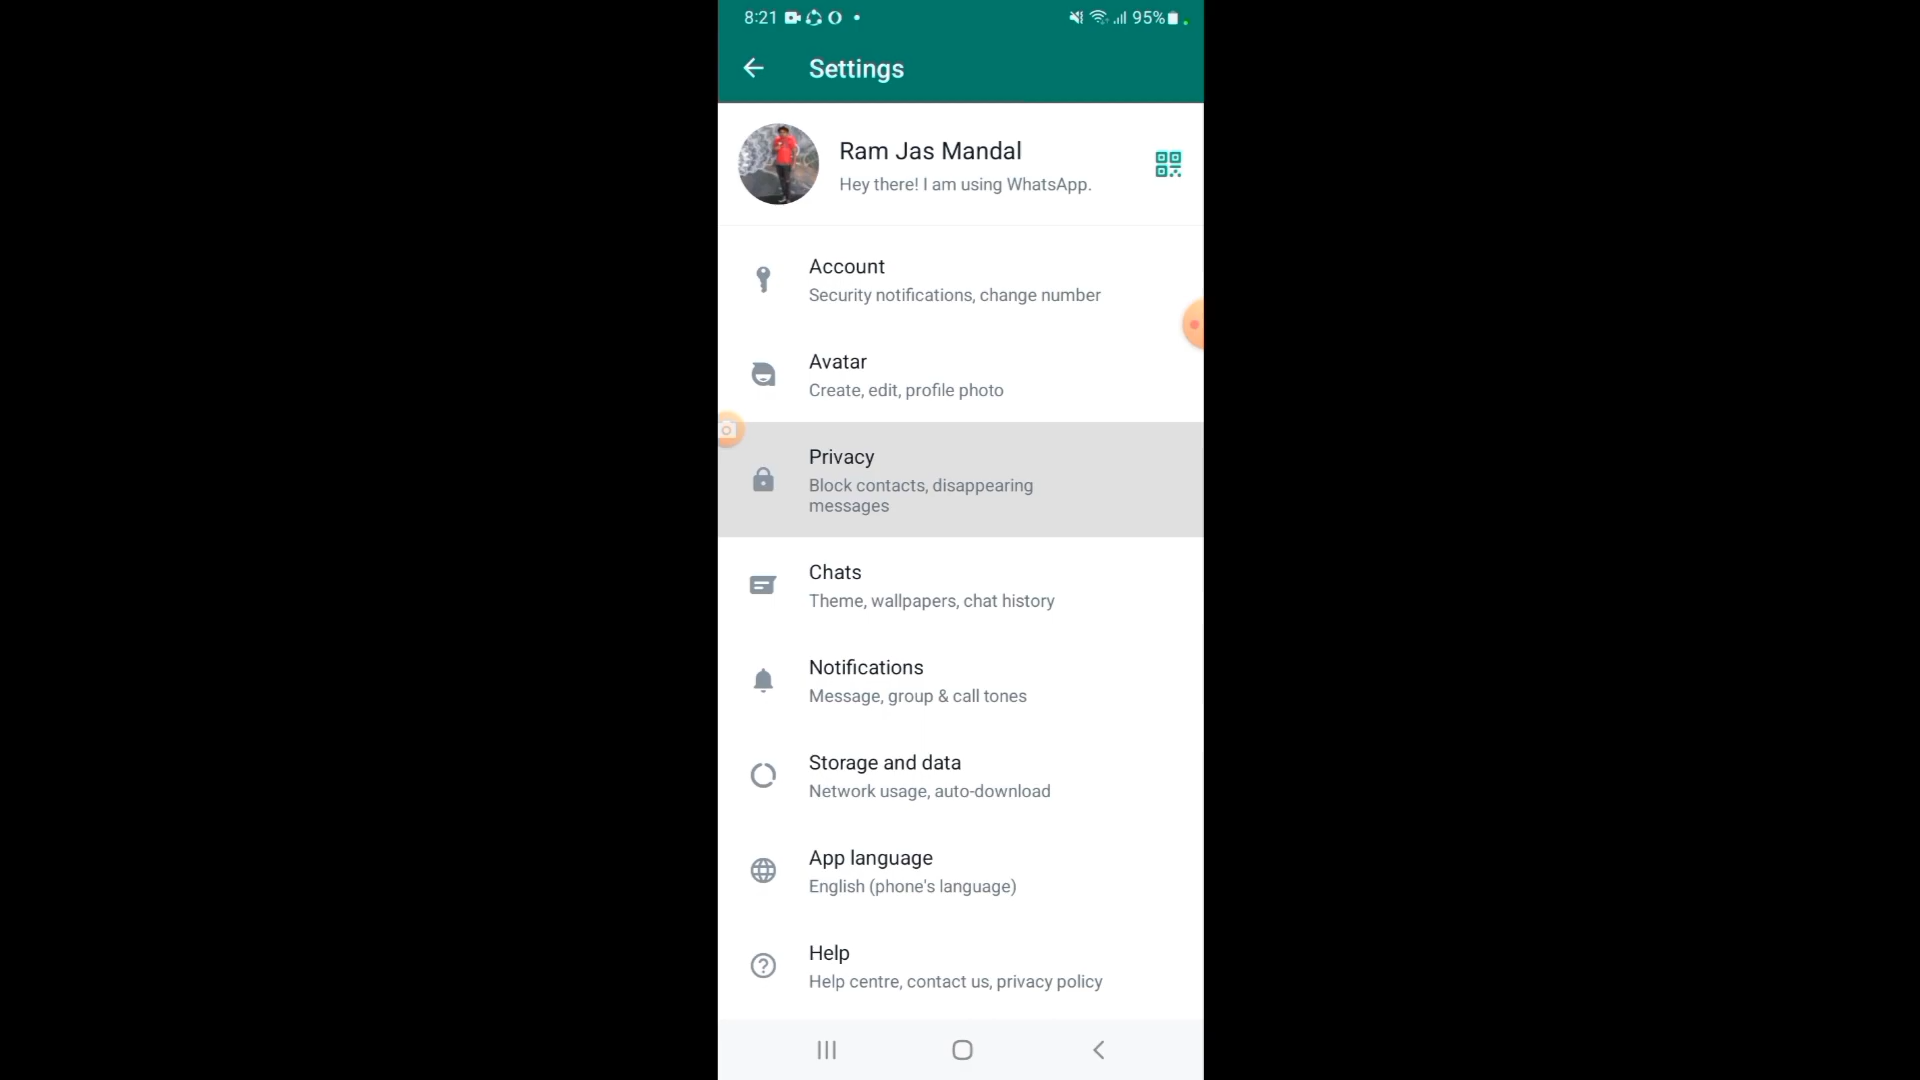 8:21 95%
Settings
Ram Jas Mandal
Hey there! I am using WhatsApp.
Account
Security notifications, change number
Avatar
Create, edit, profile photo
Privacy
Block contacts, disappearing
messages
Chats
Theme, wallpapers, chat history
Notifications
Message, group & call tones
Storage and data
Network usage, auto-download
App language
English (phone's language)
Help
Help centre, contact us, privacy policy